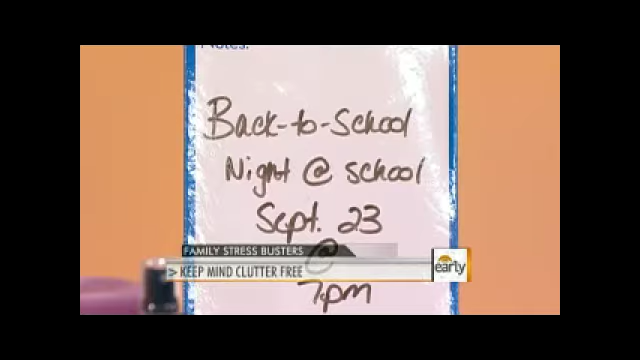 Notes:
Back-to-School
Night @ school
Sept. 23
@
7pm
FAMILY STRESS BUSTERS
> KEEP MIND CLUTTER FREE
early